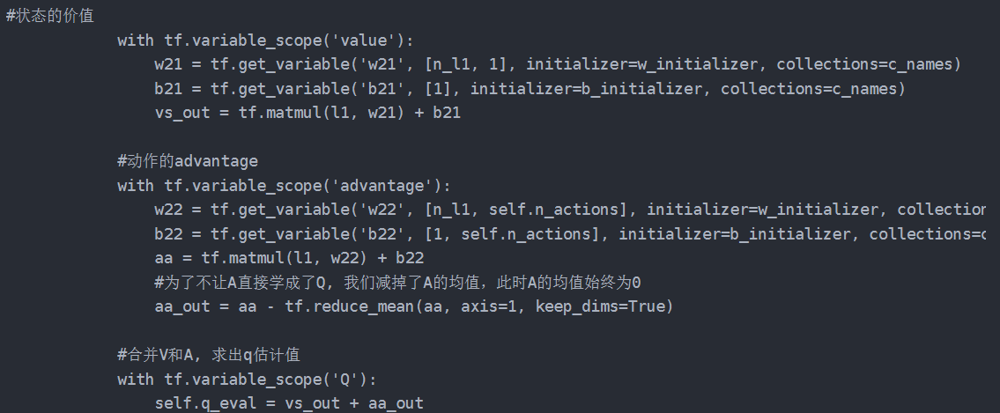 #状态的价值
with tf.variable_scope('value'):
w21 = tf.get_variable('w21', [n_l1, 1], initializer=w_initializer, collections=c_names)
b21 = tf.get_variable('b21', [1], initializer=b_initializer, collections=c_names)
vs_out = tf.matmul(l1, w21) + b21
#动作的advantage
with tf.variable_scope('advantage'):
w22 = tf.get_variable('w22', [n_l1, self.n_actions], initializer=w_initializer, collection
b22 = tf.get_variable('b22', [1, self.n_actions], initializer=b_initializer, collections=c
aa = tf.matmul(l1, w22) + b22
#为了不让A直接学成了Q, 我们减掉了A的均值，此时A的均值始终为0
aa_out = aa - tf.reduce_mean(aa, axis=1, keep_dims=True)
#合并V和A, 求出q估计值
with tf.variable_scope('Q'):
self.q_eval = vs_out + aa_out